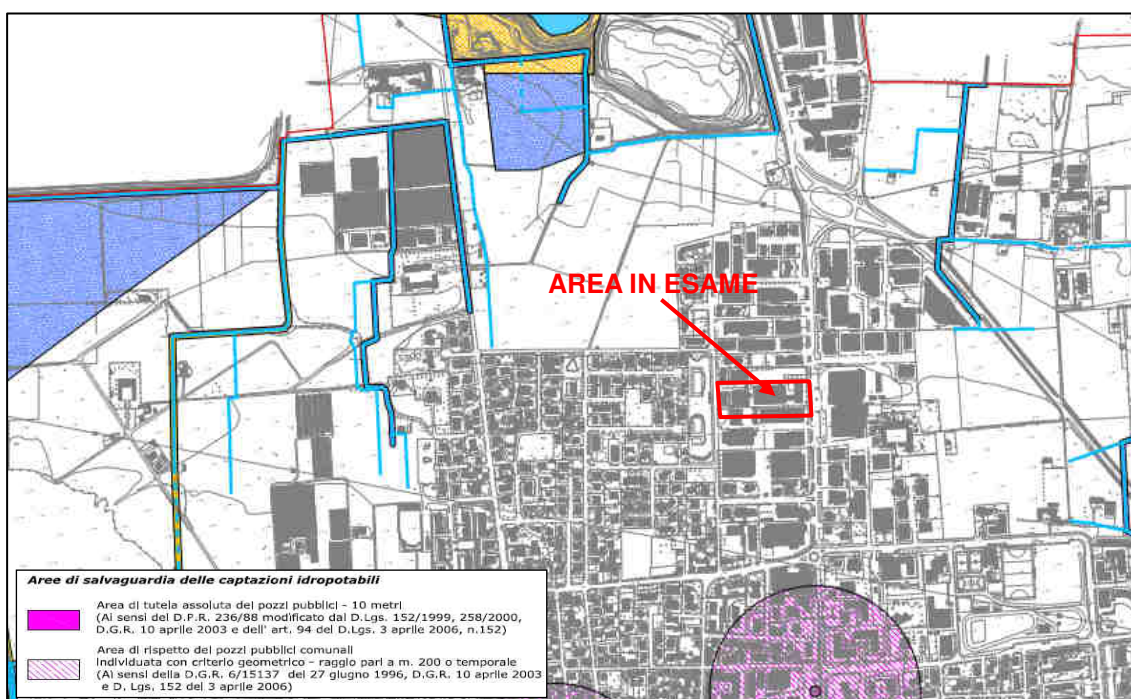 AREA IN ESAME
Aree di salvaguardia delle captazioni idropotabili
Area di tutela assoluta dei pozzi pubblici - 10 metri
(Ai sensi del D.P.R. 236/88 modificato dal D.Lgs. 152/1999, 258/2000,
D.G.R. 10 aprile 2003 e dell' art. 94 del D.Lgs. 3 aprile 2006, n.152)
Area di rispetto dei pozzi pubblici comunali
Individuata con criterio geometrico - raggio pari a m. 200 o temporale
(Ai sensi della D.G.R. 6/15137 del 27 giugno 1996, D.G.R. 10 aprile 2003
e D. Lgs. 152 del 3 aprile 2006)